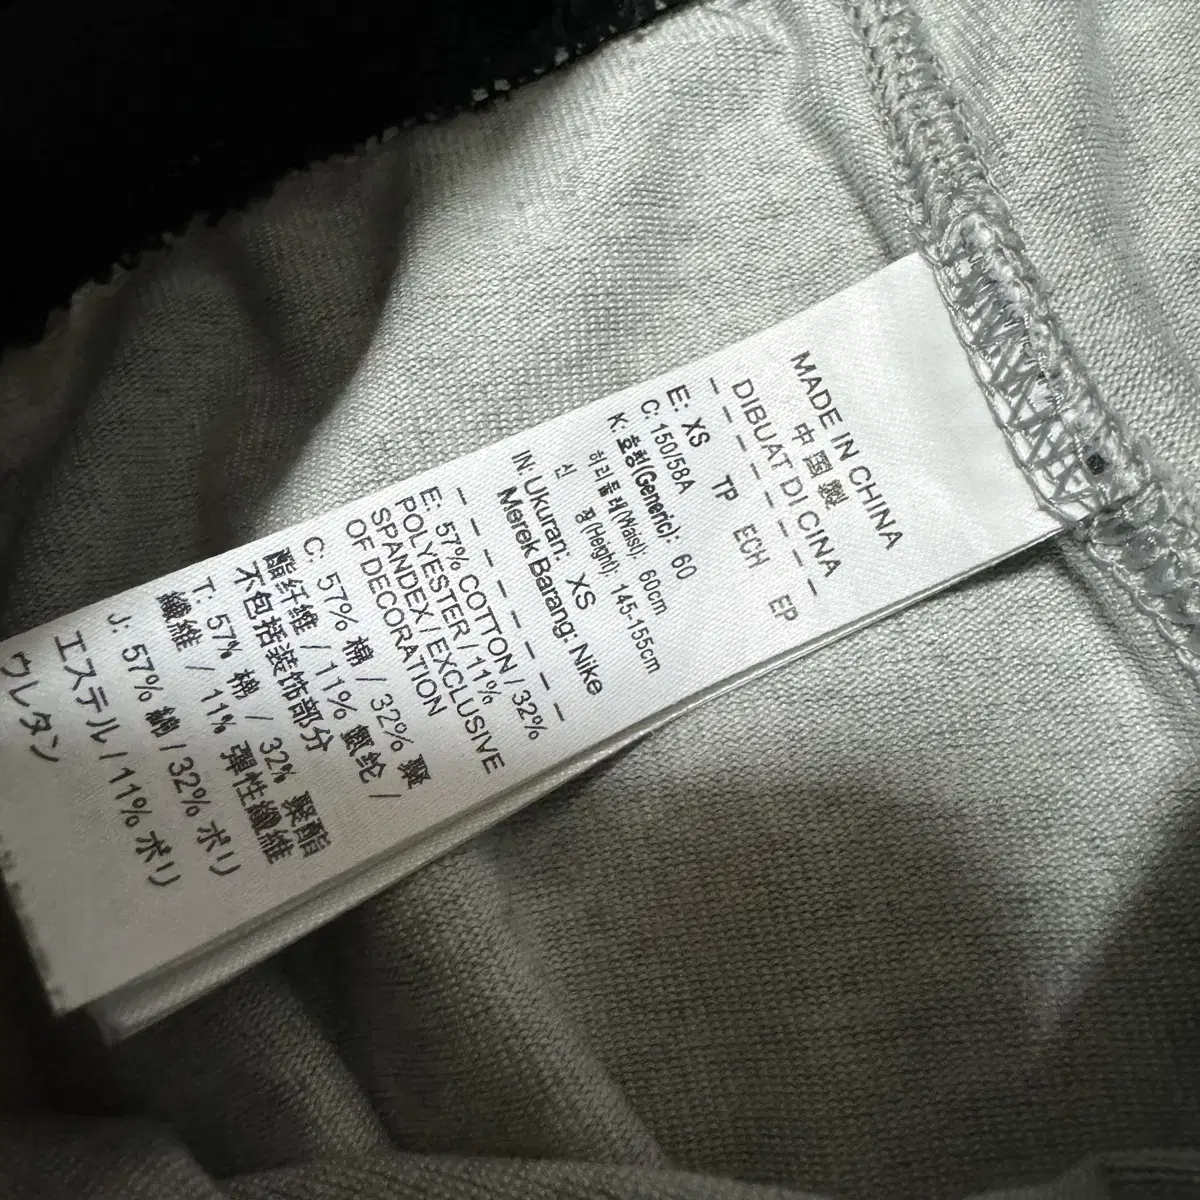 MADE IN CHINA
中国製
DIBUAT DI CINA
E: XS TP ECH EP
C: 150/58A
K: 호칭(Generic): 60
허리둘레(Waist): 60cm
신 장(Height): 145-155cm
IN: Ukuran: XS
Merek Barang: Nike
E: 57% COTTON / 32%
POLYESTER / 11%
SPANDEX / EXCLUSIVE
OF DECORATION
C: 57% 棉 / 32% 聚
酯纤维 / 11% 氨纶 /
不包括装饰部分
T: 57% 棉 / 32% 聚酯
纖維 / 11% 彈性纖維
J: 57% 綿 / 32% ポリ
エステル / 11% ポリ
ウレタン